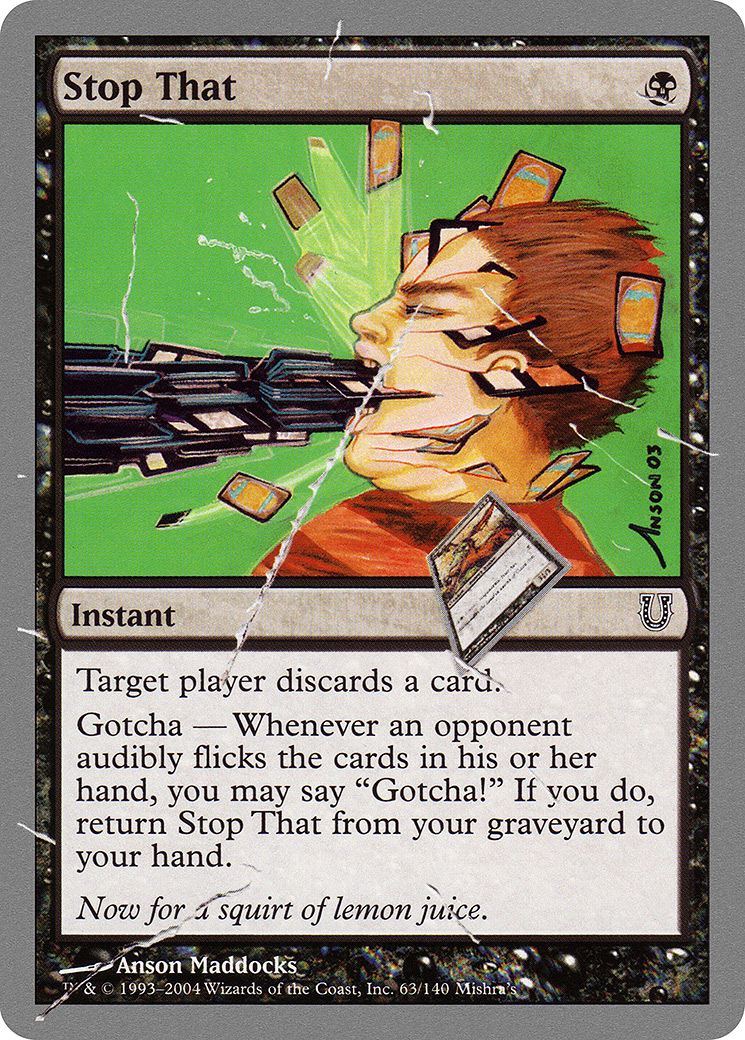 Stop That
ANSON 03
Instant
Target player discards a card.
Gotcha — Whenever an opponent
audibly flicks the cards in his or her
hand, you may say “Gotcha!” If you do,
return Stop That from your graveyard to
your hand.
Now for a squirt of lemon juice.
Anson Maddocks
™ & © 1993–2004 Wizards of the Coast, Inc. 63/140 Mishra's